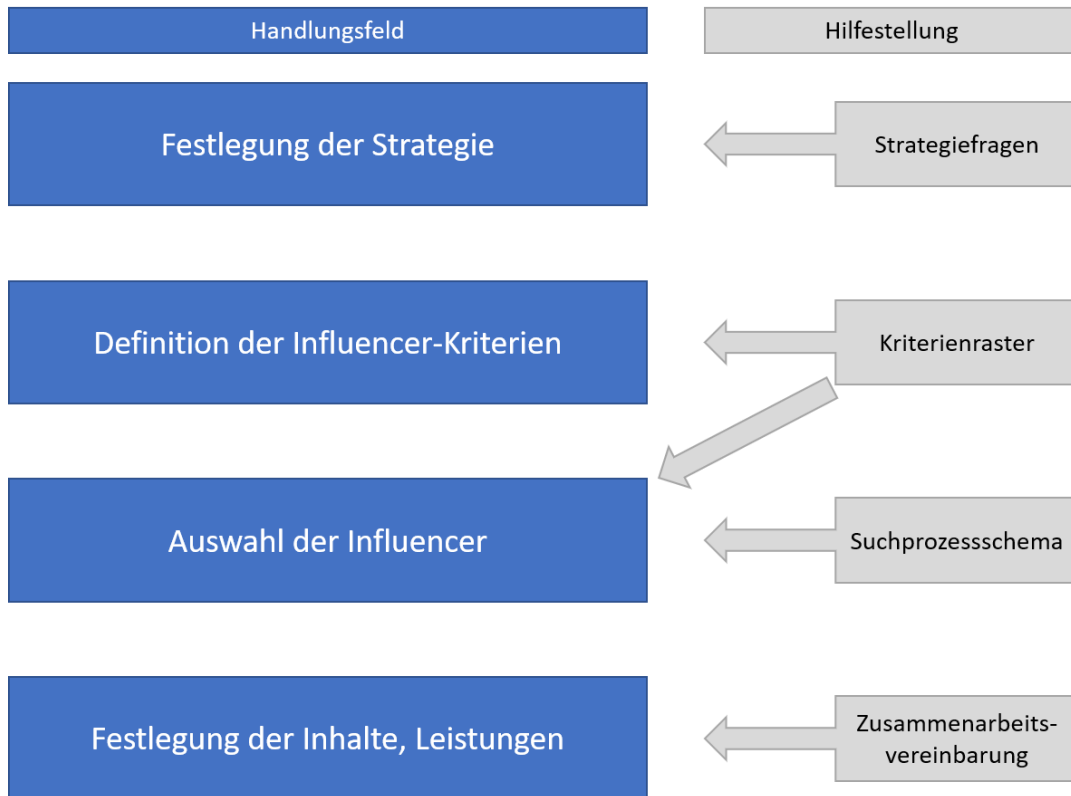 Handlungsfeld
Hilfestellung
Festlegung der Strategie
Strategiefragen
Definition der Influencer-Kriterien
Kriterienraster
Auswahl der Influencer
Suchprozessschema
Festlegung der Inhalte, Leistungen
Zusammenarbeits-
vereinbarung